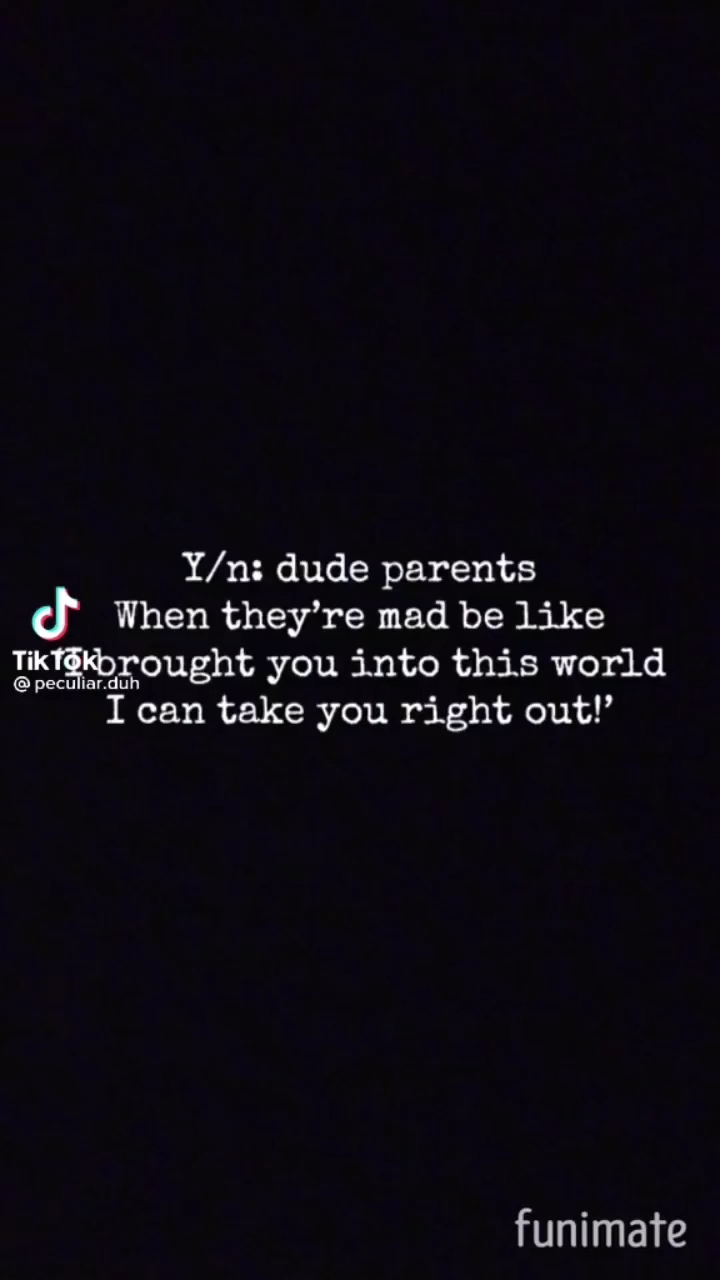 Y/n: dude parents
When they're mad be like
'I brought you into this world
I can take you right out!'
TikTok
@ peculiar.duh
funimate